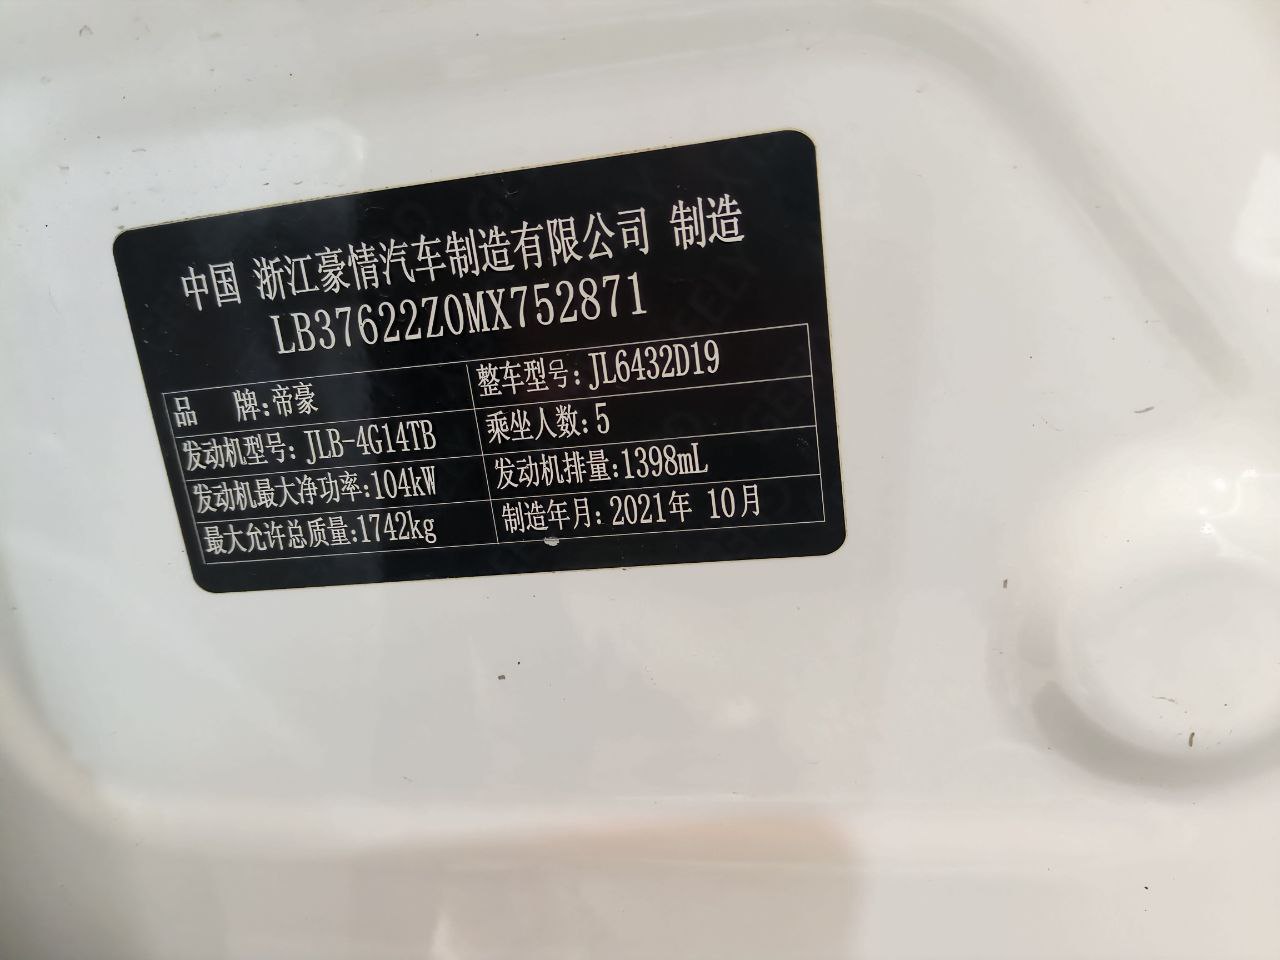 中国 浙江豪情汽车制造有限公司 制造
LB37622Z0MX752871
品 牌:帝豪 整车型号:JL6432D19
发动机型号:JLB-4G14TB 乘坐人数:5
发动机最大净功率:104kW 发动机排量:1398mL
最大允许总质量:1742kg 制造年月:2021年 10月